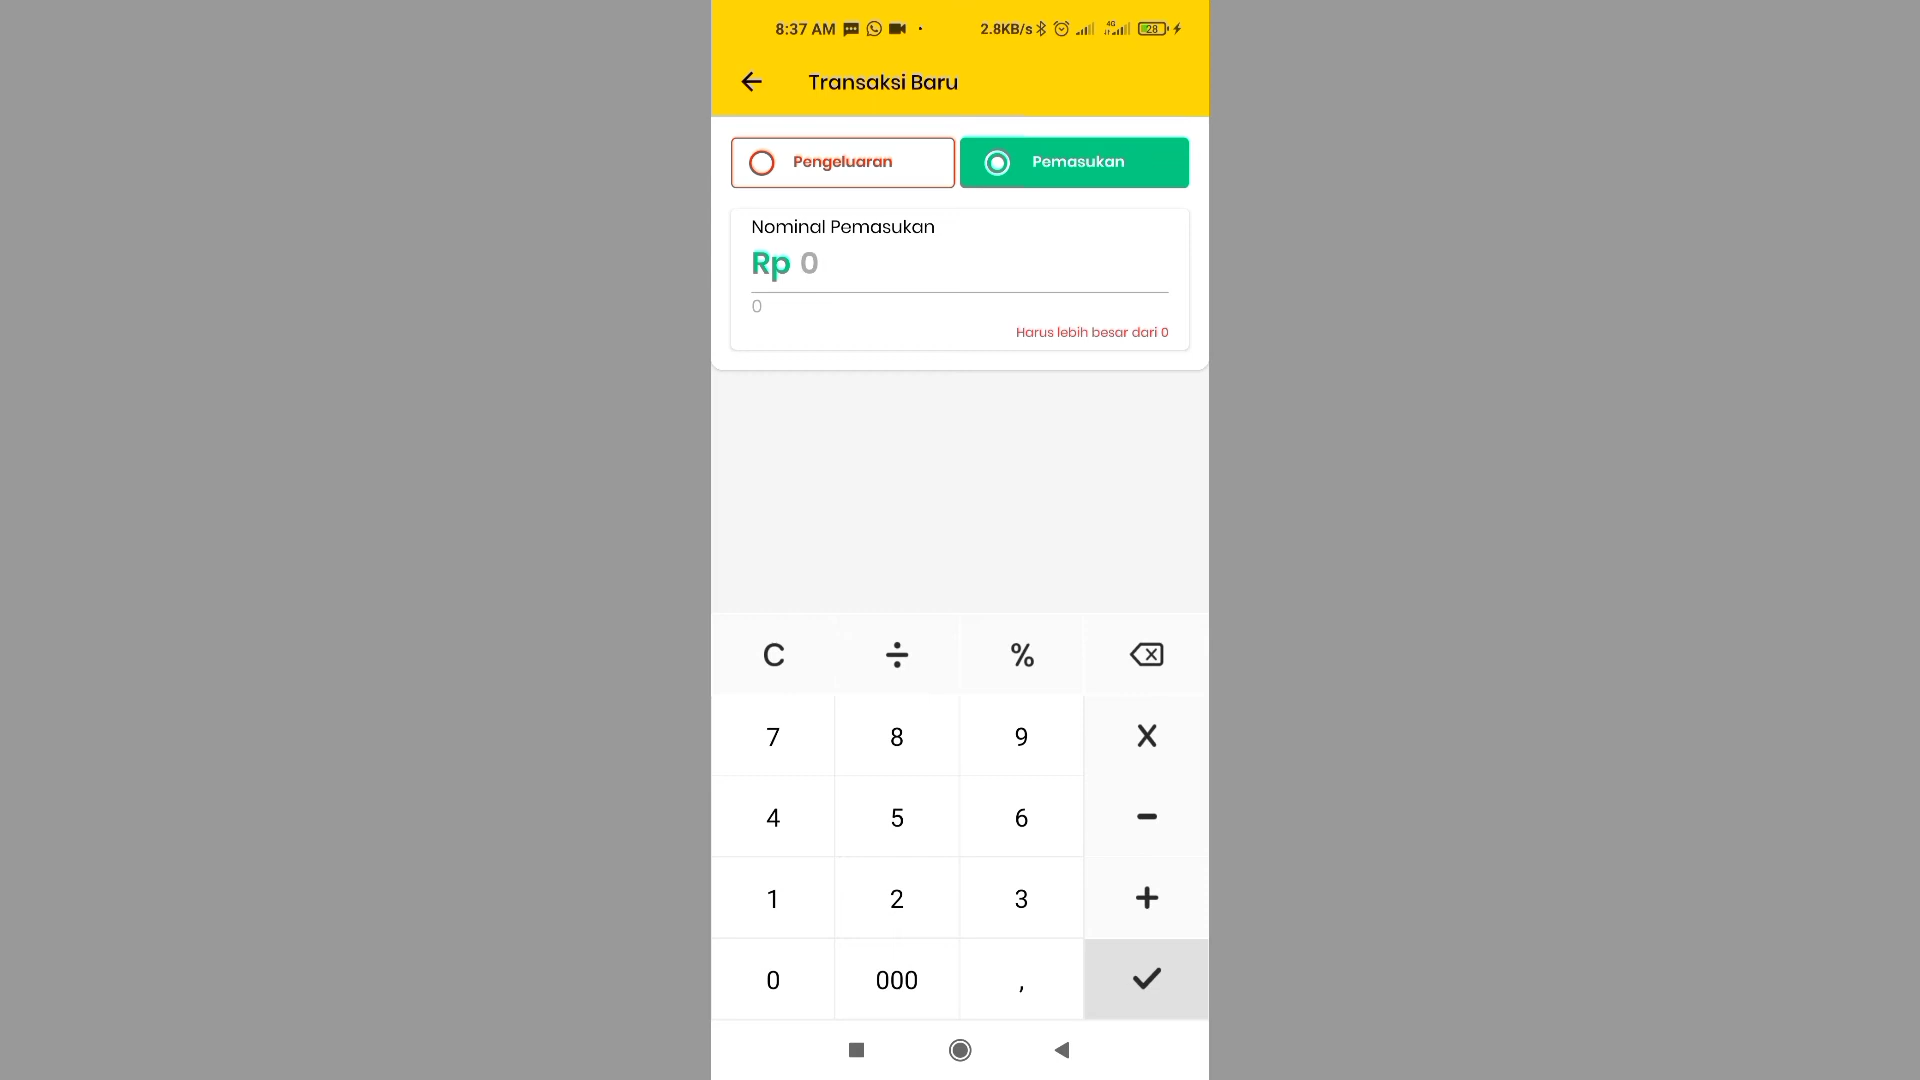 8:37 AM 2.8KB/s 4G 28
Transaksi Baru
Pengeluaran Pemasukan
Nominal Pemasukan
Rp 0
0
Harus lebih besar dari 0
C ÷ %
7 8 9 X
4 5 6 -
1 2 3 +
0 000 ,